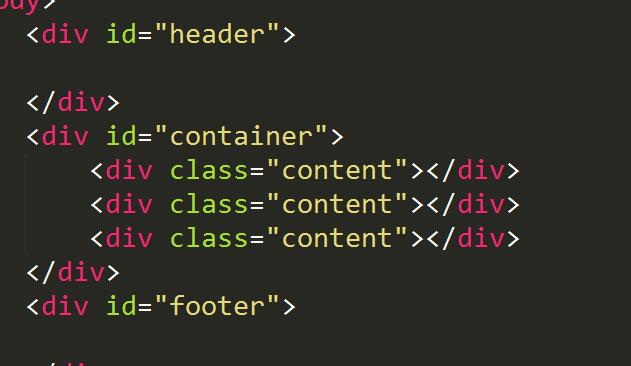 ody>
<div id="header">
</div>
<div id="container">
<div class="content"></div>
<div class="content"></div>
<div class="content"></div>
</div>
<div id="footer">
</div>